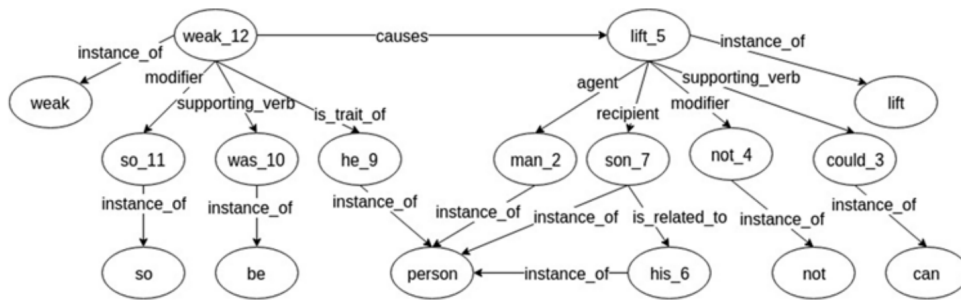 weak_12 causes lift_5
instance_of instance_of
modifier agent supporting_verb
weak supporting_verb recipient modifier lift
is_trait_of
so_11 was_10 he_9 man_2 son_7 not_4 could_3
instance_of instance_of instance_of instance_of instance_of is_related_to instance_of instance_of
so be person instance_of his_6 not can